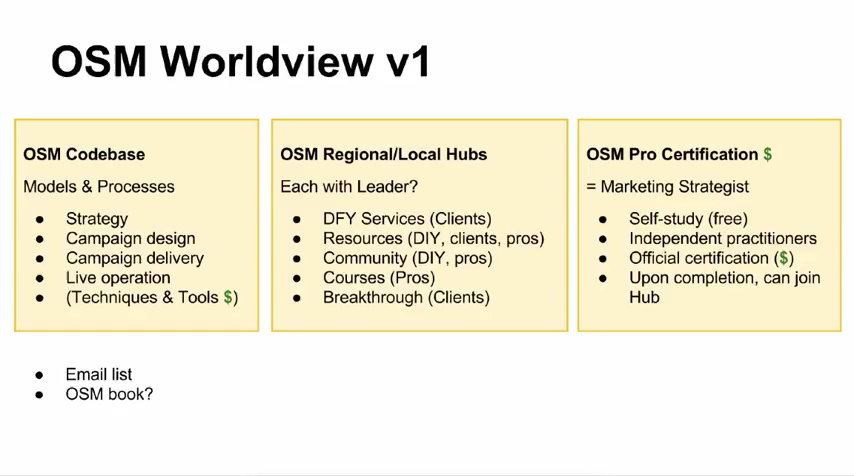 OSM Worldview v1
OSM Codebase
Models & Processes
● Strategy
● Campaign design
● Campaign delivery
● Live operation
● (Techniques & Tools $)
OSM Regional/Local Hubs
Each with Leader?
● DFY Services (Clients)
● Resources (DIY, clients, pros)
● Community (DIY, pros)
● Courses (Pros)
● Breakthrough (Clients)
OSM Pro Certification $
= Marketing Strategist
● Self-study (free)
● Independent practitioners
● Official certification ($)
● Upon completion, can join
Hub
● Email list
● OSM book?